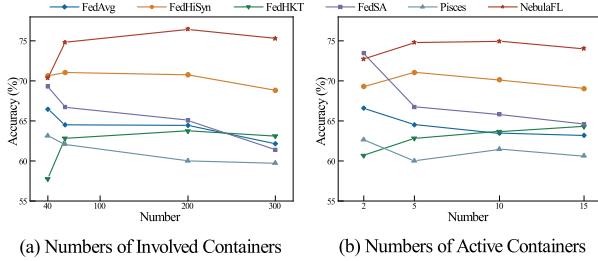 FedAvg FedHiSyn FedHKT FedSA Pisces NebulaFL
Accuracy (%)
75
70
65
60
55
40 100 200 300
Number
(a) Numbers of Involved Containers
Accuracy (%)
75
70
65
60
55
2 5 10 15
Number
(b) Numbers of Active Containers